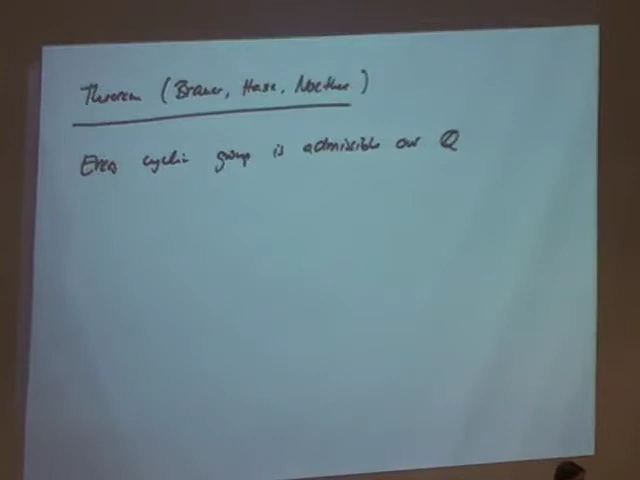 Theorem (Brauer, Hasse, Noether)
Every cyclic group is admissible over Q